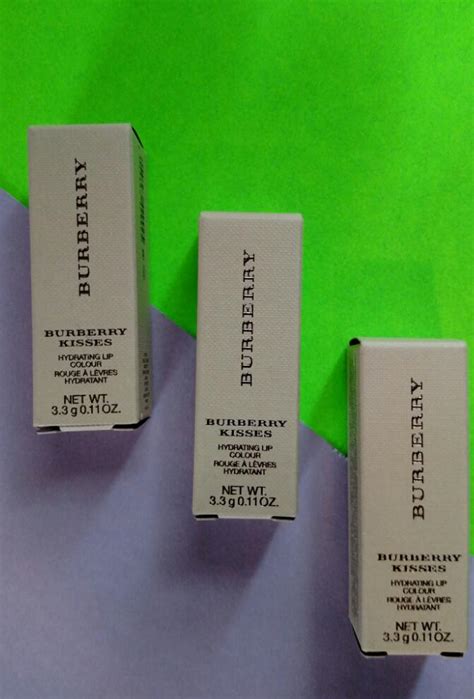 BURBERRY
BURBERRY
KISSES
HYDRATING LIP
COLOUR
ROUGE À LÈVRES
HYDRATANT
NET WT.
3.3 g 0.11OZ.
BURBERRY
BURBERRY
KISSES
HYDRATING LIP
COLOUR
ROUGE À LÈVRES
HYDRATANT
NET WT.
3.3 g 0.11OZ.
BURBERRY
BURBERRY
KISSES
HYDRATING LIP
COLOUR
ROUGE À LÈVRES
HYDRATANT
NET WT.
3.3 g 0.11OZ.